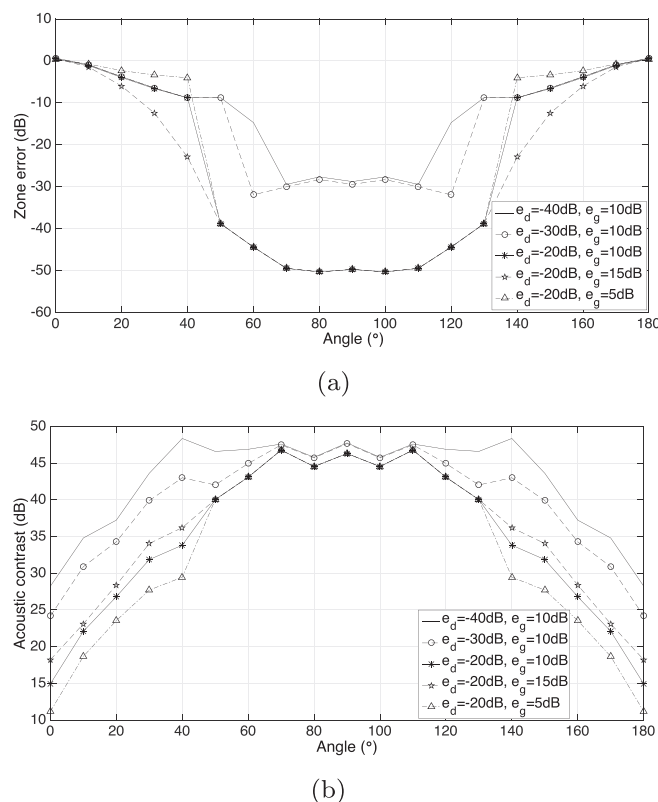 10
0
-10
-20
-30
-40
-50
-60
Zone error (dB)
e_d=-40dB, e_g=10dB
e_d=-30dB, e_g=10dB
e_d=-20dB, e_g=10dB
e_d=-20dB, e_g=15dB
e_d=-20dB, e_g=5dB
0 20 40 60 80 100 120 140 160 180
Angle (°)
(a)
50
45
40
35
30
25
20
15
10
Acoustic contrast (dB)
e_d=-40dB, e_g=10dB
e_d=-30dB, e_g=10dB
e_d=-20dB, e_g=10dB
e_d=-20dB, e_g=15dB
e_d=-20dB, e_g=5dB
0 20 40 60 80 100 120 140 160 180
Angle (°)
(b)